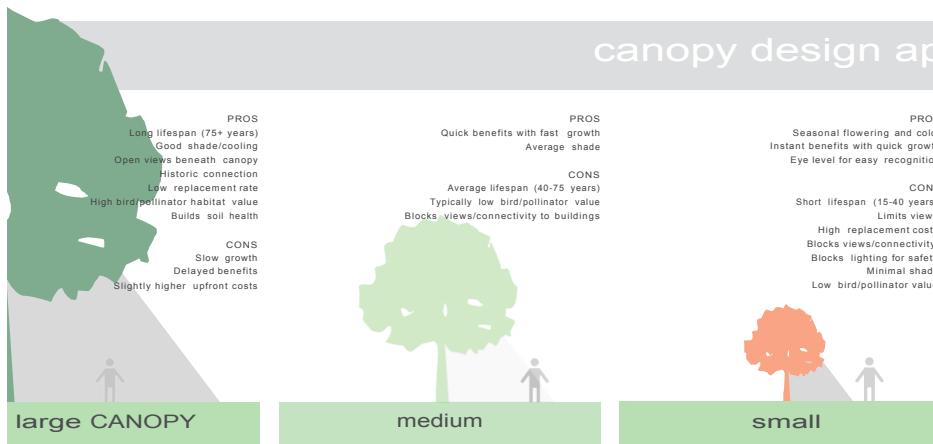 canopy design ap
PROS
Long lifespan (75+ years)
Good shade/cooling
Open views beneath canopy
Historic connection
Low replacement rate
High bird/pollinator habitat value
Builds soil health
CONS
Slow growth
Delayed benefits
Slightly higher upfront costs
large CANOPY
PROS
Quick benefits with fast growth
Average shade
CONS
Average lifespan (40-75 years)
Typically low bird/pollinator value
Blocks views/connectivity to buildings
medium
PRO
Seasonal flowering and colo
Instant benefits with quick growt
Eye level for easy recognitio
CON
Short lifespan (15-40 years
Limits view
High replacement cost
Blocks views/connectivity
Blocks lighting for safet
Minimal shad
Low bird/pollinator valu
small